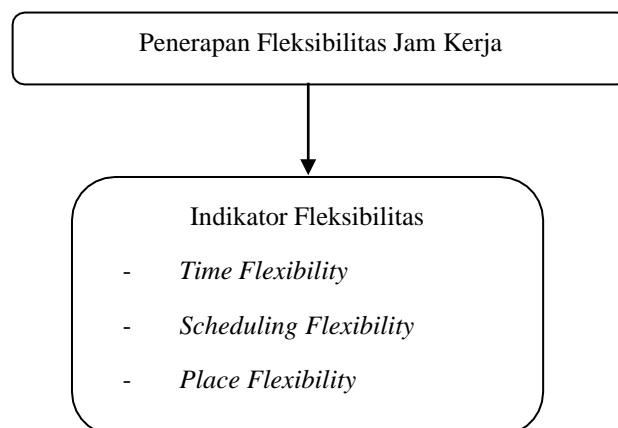 Penerapan Fleksibilitas Jam Kerja
Indikator Fleksibilitas
- Time Flexibility
- Scheduling Flexibility
- Place Flexibility